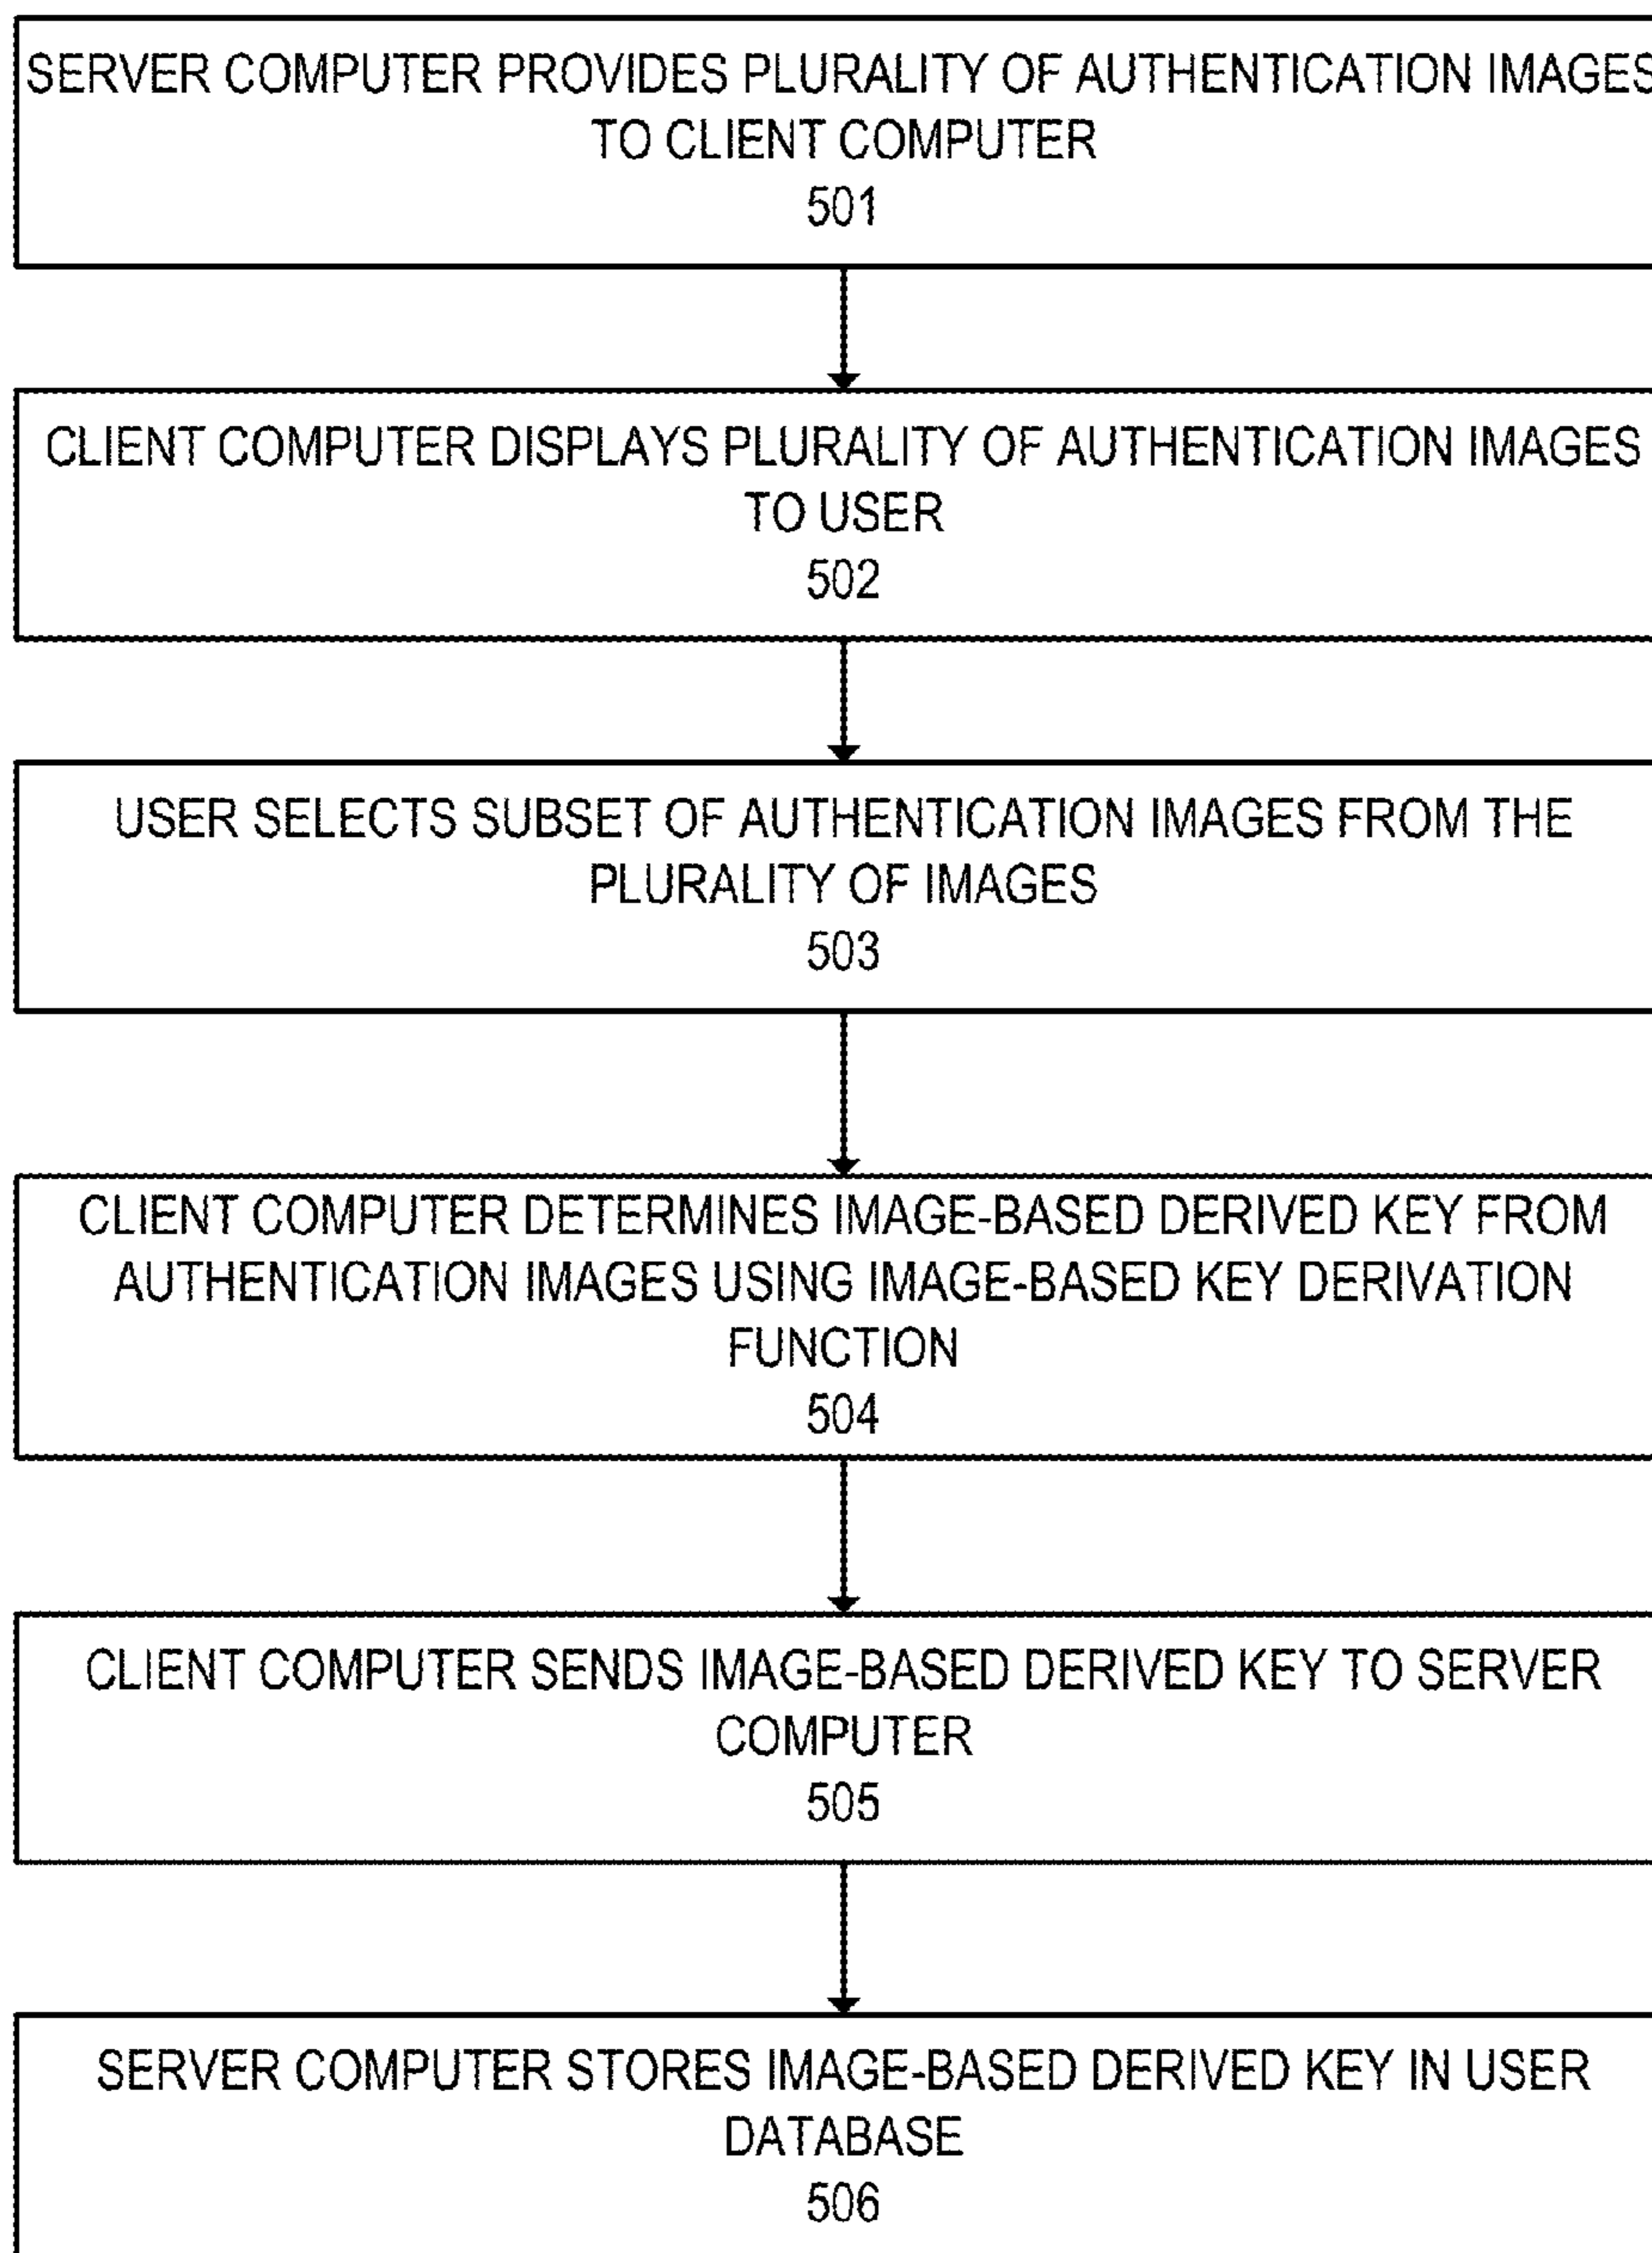 SERVER COMPUTER PROVIDES PLURALITY OF AUTHENTICATION IMAGES
TO CLIENT COMPUTER
501
CLIENT COMPUTER DISPLAYS PLURALITY OF AUTHENTICATION IMAGES
TO USER
502
USER SELECTS SUBSET OF AUTHENTICATION IMAGES FROM THE
PLURALITY OF IMAGES
503
CLIENT COMPUTER DETERMINES IMAGE-BASED DERIVED KEY FROM
AUTHENTICATION IMAGES USING IMAGE-BASED KEY DERIVATION
FUNCTION
504
CLIENT COMPUTER SENDS IMAGE-BASED DERIVED KEY TO SERVER
COMPUTER
505
SERVER COMPUTER STORES IMAGE-BASED DERIVED KEY IN USER
DATABASE
506